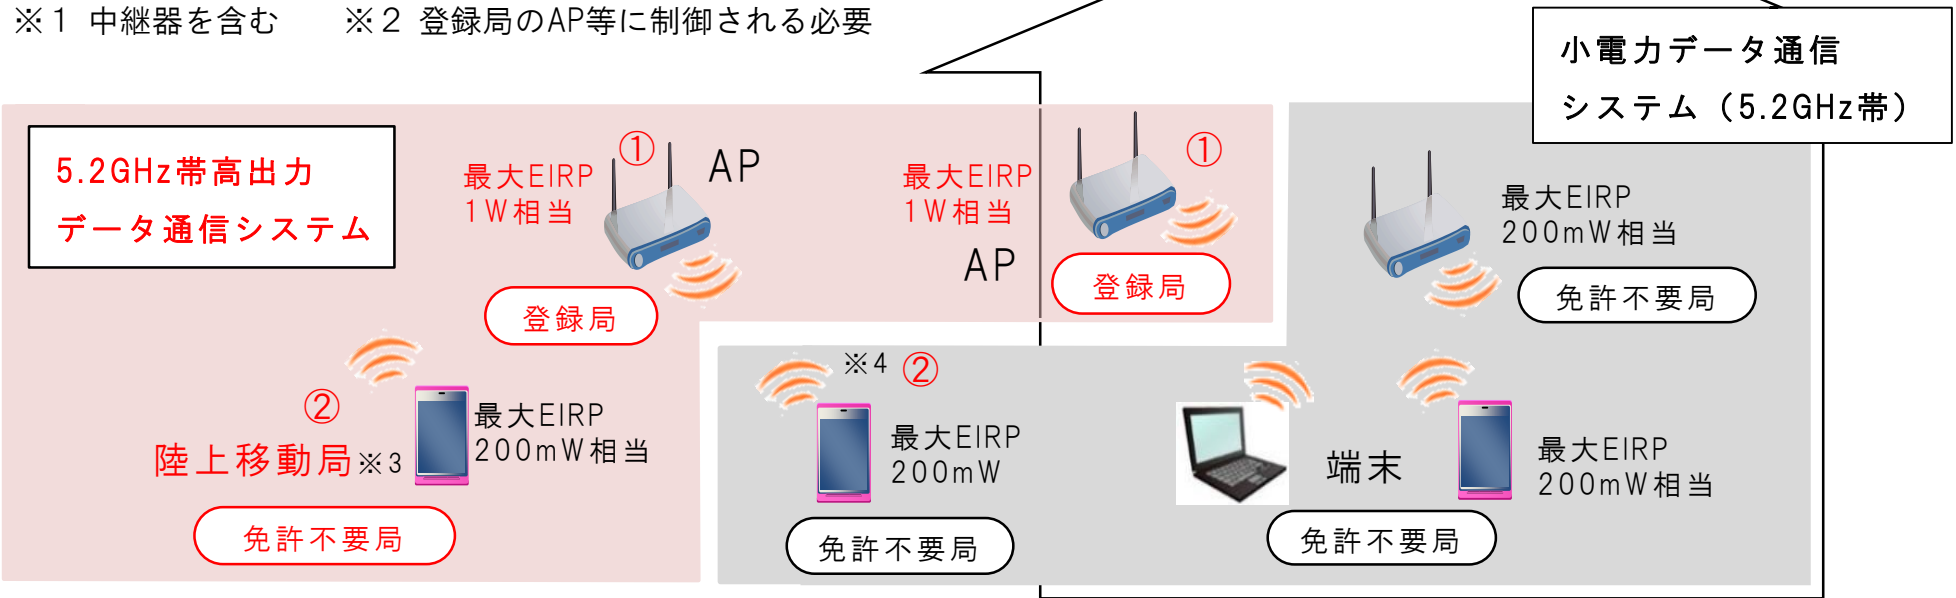 ※１ 中継器を含む　　※２ 登録局のAP等に制御される必要
小電力データ通信
システム（5.2GHz帯）
5.2GHz帯高出力
データ通信システム
①
最大EIRP
1W相当
AP
登録局
最大EIRP
1W相当
①
AP
登録局
最大EIRP
200mW相当
免許不要局
②
陸上移動局※3
最大EIRP
200mW相当
免許不要局
※4 ②
最大EIRP
200mW
免許不要局
端末
最大EIRP
200mW相当
免許不要局